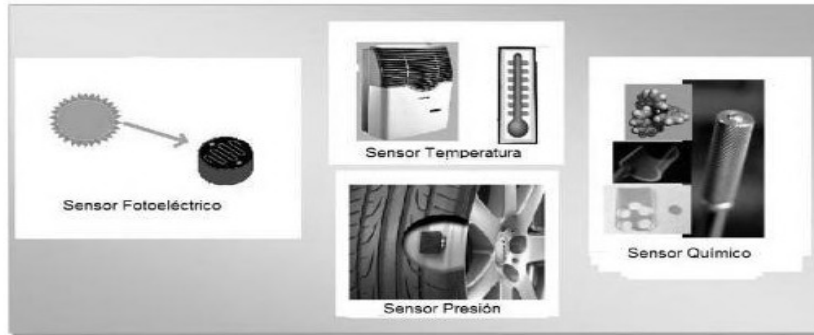 Sensor Fotoeléctrico
Sensor Temperatura
Sensor Presión
Sensor Químico